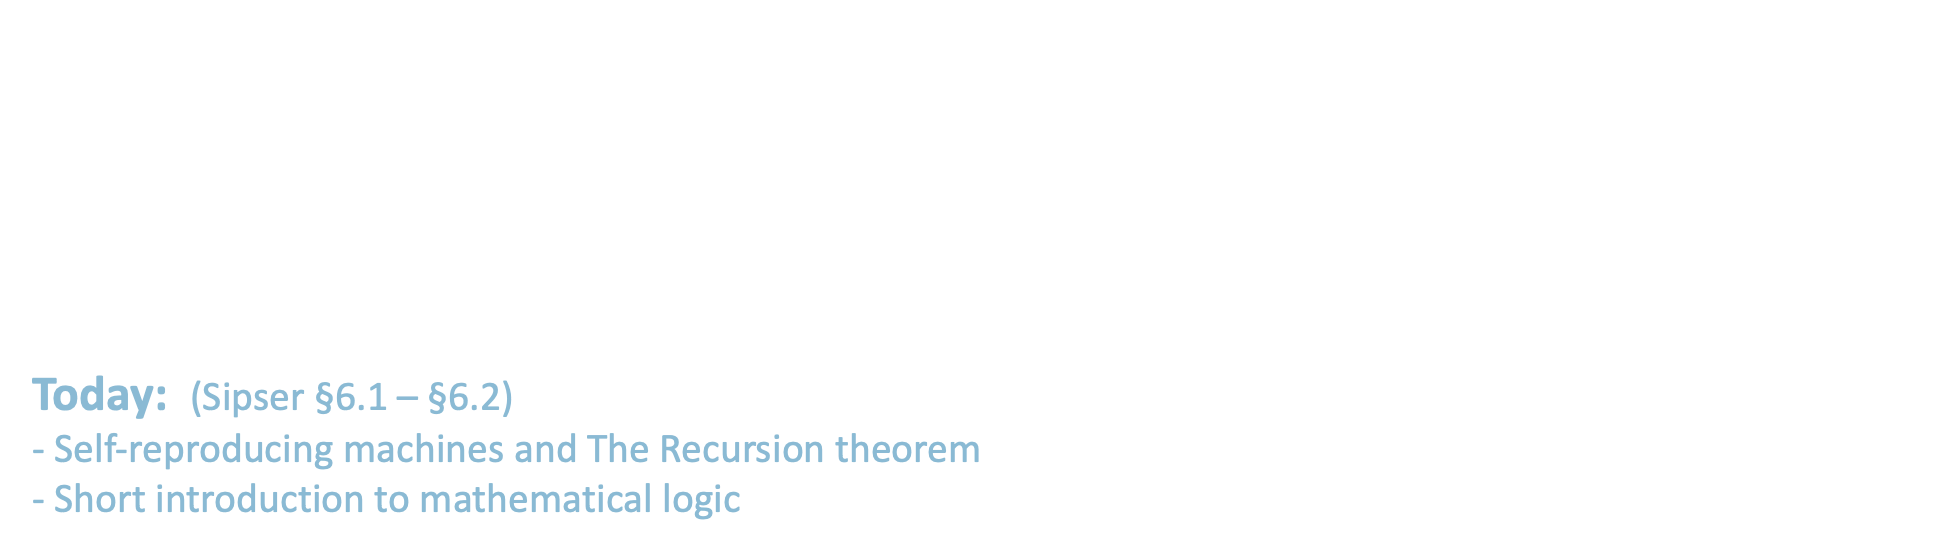 Today: (Sipser §6.1 – §6.2)
- Self-reproducing machines and The Recursion theorem
- Short introduction to mathematical logic